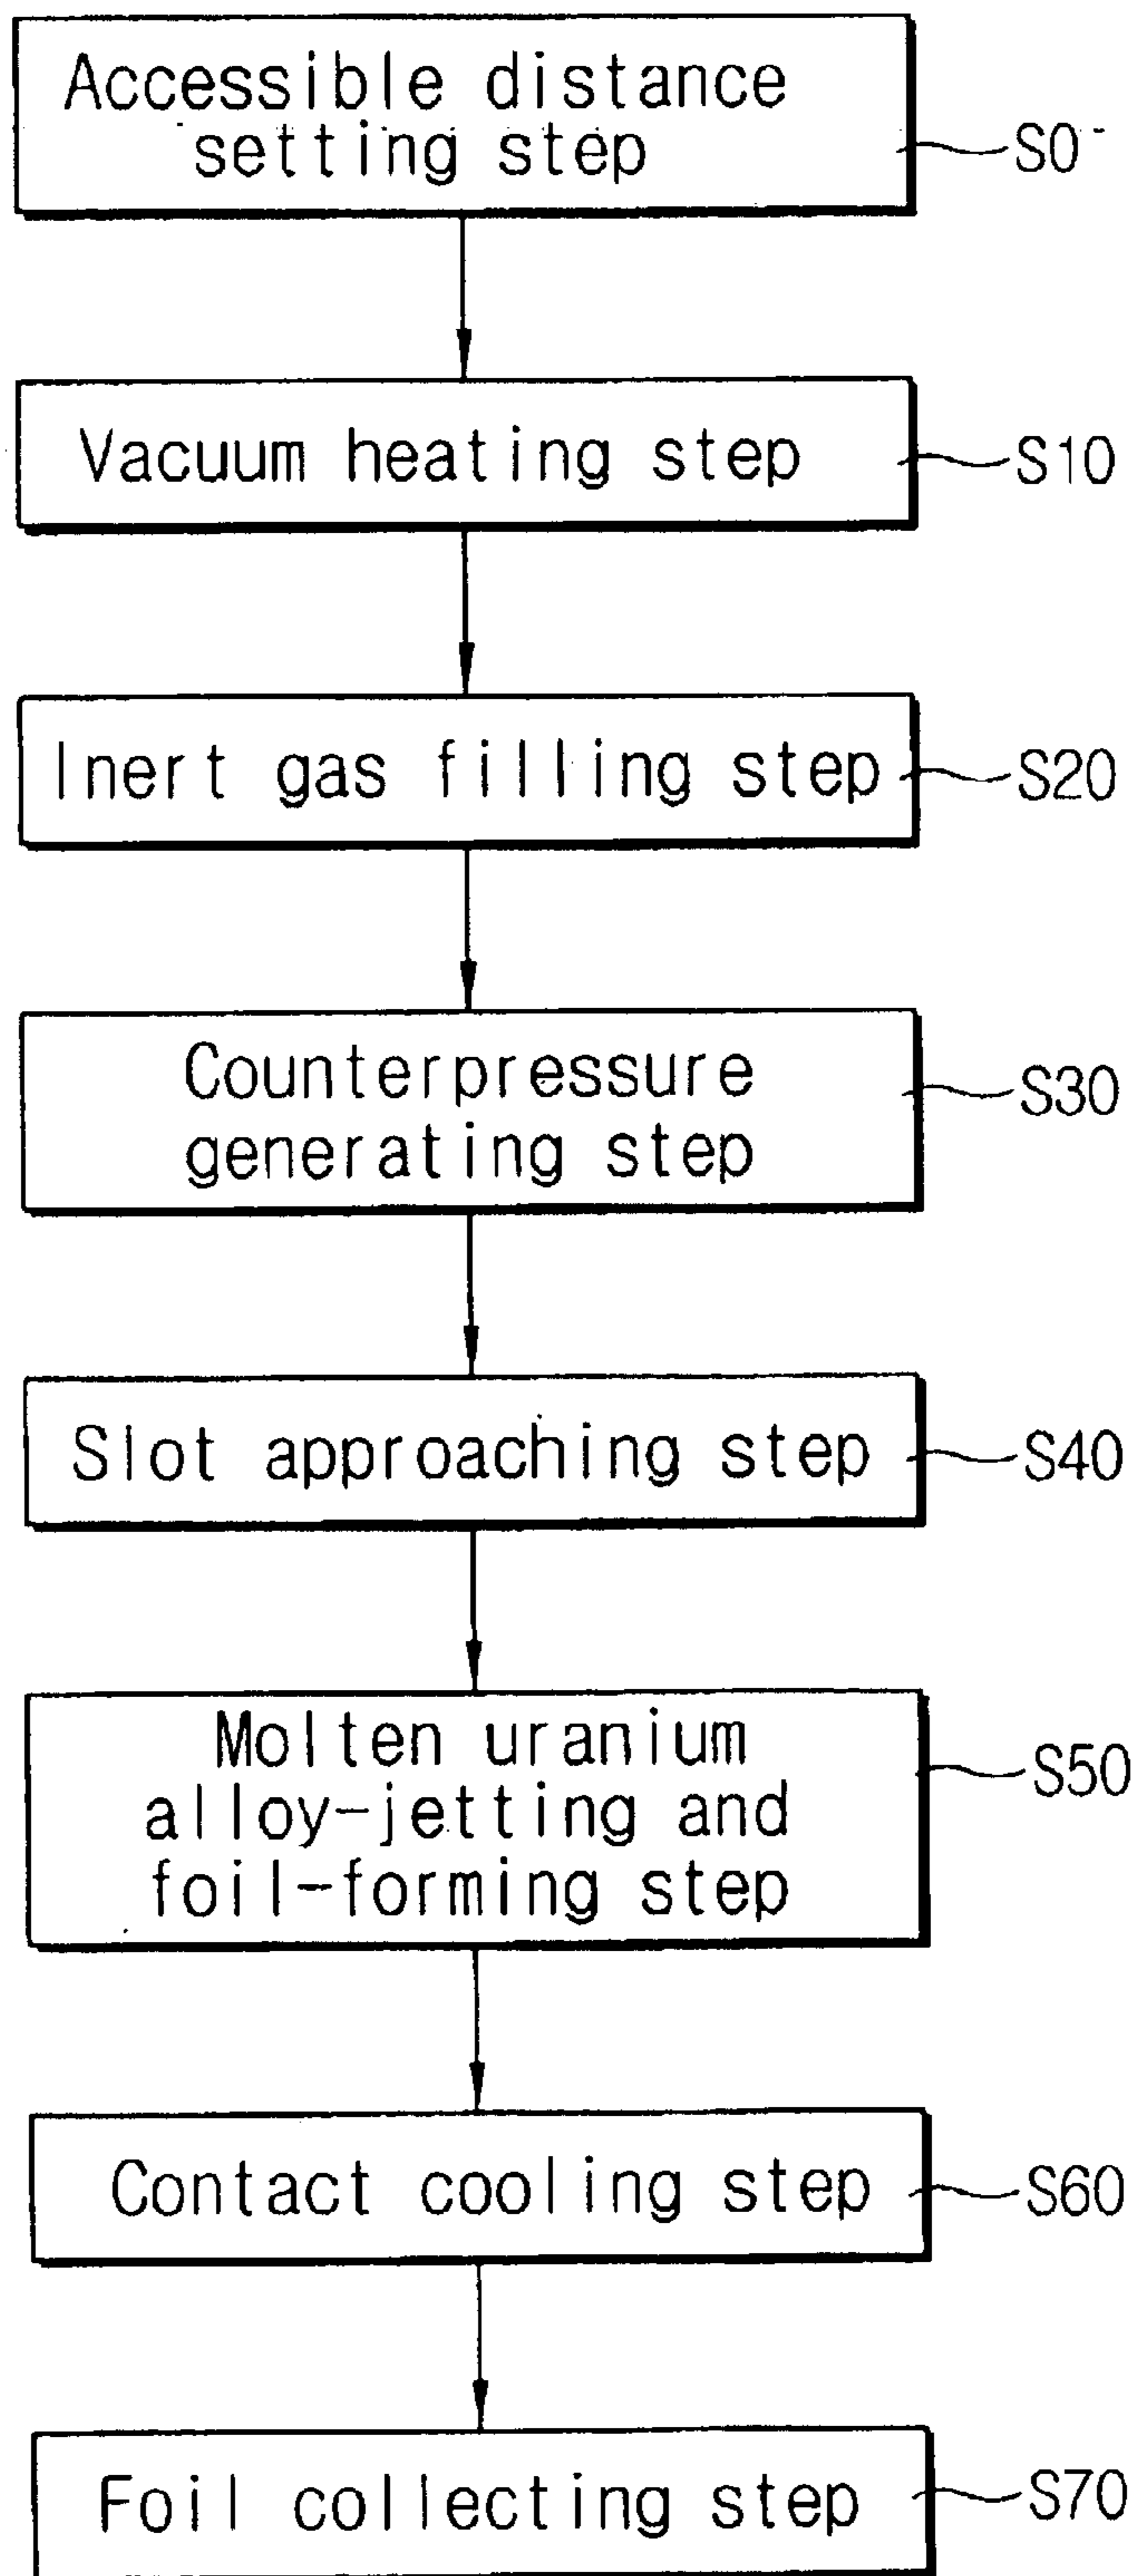 Accessible distance
setting step
S0
Vacuum heating step
S10
Inert gas filling step
S20
Counterpressure
generating step
S30
Slot approaching step
S40
Molten uranium
alloy-jetting and
foil-forming step
S50
Contact cooling step
S60
Foil collecting step
S70